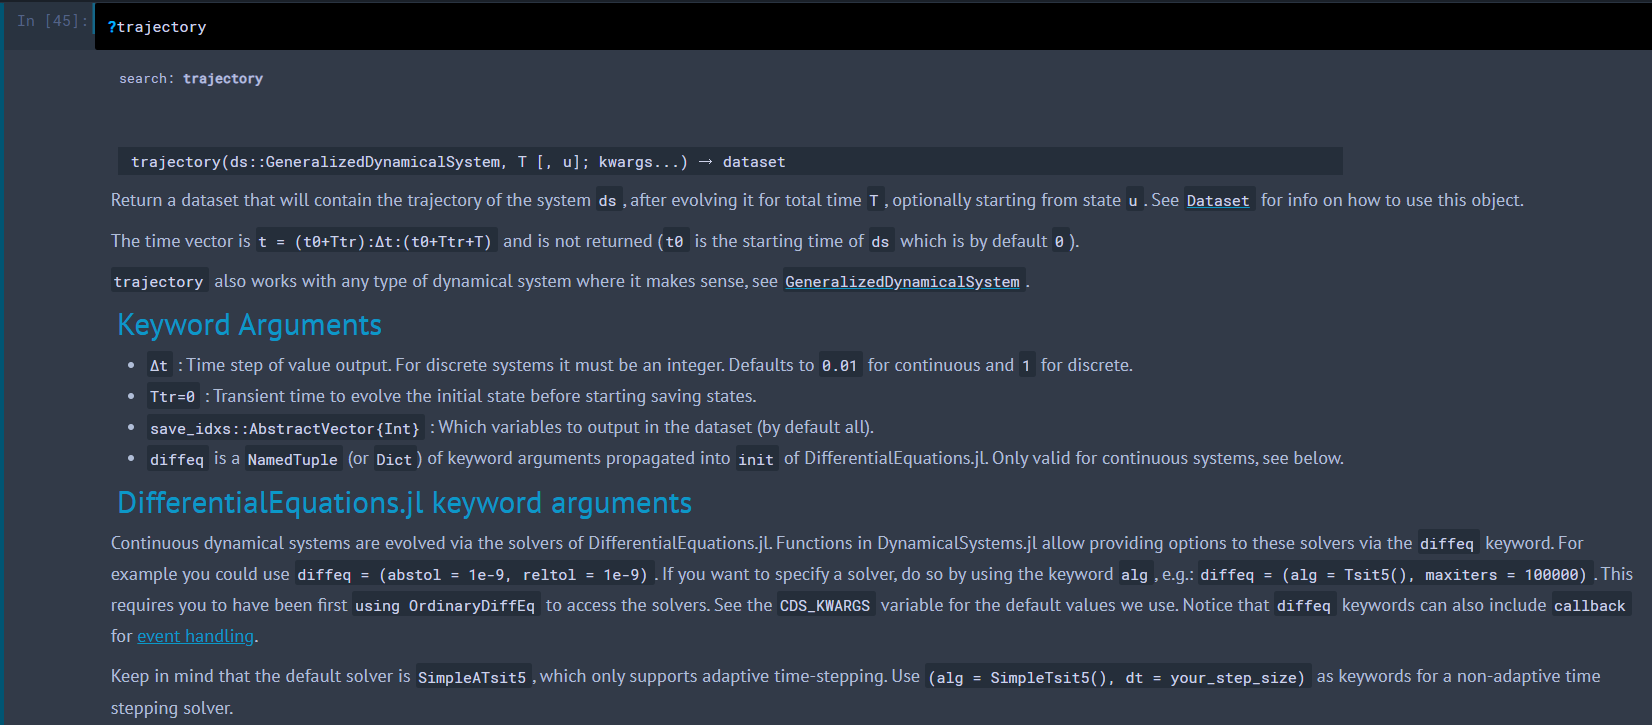 In [45]: ?trajectory
search: trajectory
trajectory(ds::GeneralizedDynamicalSystem, T [, u]; kwargs...) → dataset
Return a dataset that will contain the trajectory of the system ds , after evolving it for total time T , optionally starting from state u . See Dataset for info on how to use this object.
The time vector is t = (t0+Ttr):Δt:(t0+Ttr+T) and is not returned ( t0 is the starting time of ds which is by default 0 ).
trajectory also works with any type of dynamical system where it makes sense, see GeneralizedDynamicalSystem .
Keyword Arguments
• Δt : Time step of value output. For discrete systems it must be an integer. Defaults to 0.01 for continuous and 1 for discrete.
• Ttr=0 : Transient time to evolve the initial state before starting saving states.
• save_idxs::AbstractVector{Int} : Which variables to output in the dataset (by default all).
• diffeq is a NamedTuple (or Dict ) of keyword arguments propagated into init of DifferentialEquations.jl. Only valid for continuous systems, see below.
DifferentialEquations.jl keyword arguments
Continuous dynamical systems are evolved via the solvers of DifferentialEquations.jl. Functions in DynamicalSystems.jl allow providing options to these solvers via the diffeq keyword. For
example you could use diffeq = (abstol = 1e-9, reltol = 1e-9) . If you want to specify a solver, do so by using the keyword alg , e.g.: diffeq = (alg = Tsit5(), maxiters = 100000) . This
requires you to have been first using OrdinaryDiffEq to access the solvers. See the CDS_KWARGS variable for the default values we use. Notice that diffeq keywords can also include callback
for event handling.
Keep in mind that the default solver is SimpleATsit5 , which only supports adaptive time-stepping. Use (alg = SimpleTsit5(), dt = your_step_size) as keywords for a non-adaptive time
stepping solver.